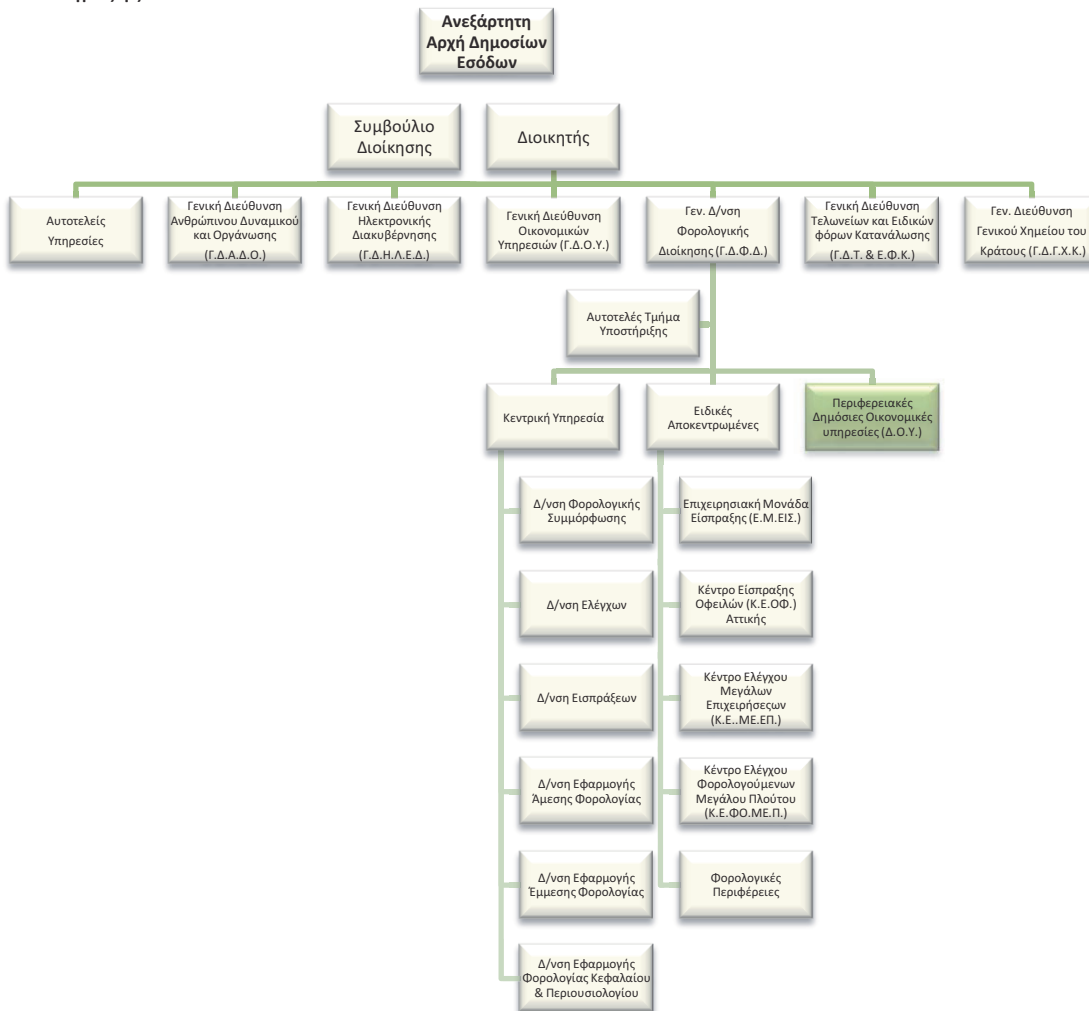 Ανεξάρτητη
Αρχή Δημοσίων
Εσόδων
Συμβούλιο
Διοίκησης
Διοικητής
Αυτοτελείς
Υπηρεσίες
Γενική Διεύθυνση
Ανθρώπινου Δυναμικού
και Οργάνωσης
(Γ.Δ.Α.Δ.Ο.)
Γενική Διεύθυνση
Ηλεκτρονικής
Διακυβέρνησης
(Γ.Δ.Η.Λ.Ε.Δ.)
Γενική Διεύθυνση
Οικονομικών
Υπηρεσιών (Γ.Δ.Ο.Υ.)
Γεν. Δ/νση
Φορολογικής
Διοίκησης (Γ.Δ.Φ.Δ.)
Γενική Διεύθυνση
Τελωνείων και Ειδικών
φόρων Κατανάλωσης
(Γ.Δ.Τ. & Ε.Φ.Κ.)
Γεν. Διεύθυνση
Γενικού Χημείου του
Κράτους (Γ.Δ.Γ.Χ.Κ.)
Αυτοτελές Τμήμα
Υποστήριξης
Κεντρική Υπηρεσία
Ειδικές
Αποκεντρωμένες
Περιφερειακές
Δημόσιες Οικονομικές
υπηρεσίες (Δ.Ο.Υ.)
Δ/νση Φορολογικής
Συμμόρφωσης
Δ/νση Ελέγχων
Δ/νση Εισπράξεων
Δ/νση Εφαρμογής
Άμεσης Φορολογίας
Δ/νση Εφαρμογής
Έμμεσης Φορολογίας
Δ/νση Εφαρμογής
Φορολογίας Κεφαλαίου
& Περιουσιολογίου
Επιχειρησιακή Μονάδα
Είσπραξης (Ε.Μ.ΕΙΣ.)
Κέντρο Είσπραξης
Οφειλών (Κ.Ε.ΟΦ.)
Αττικής
Κέντρο Ελέγχου
Μεγάλων
Επιχειρήσεςων
(Κ.Ε..ΜΕ.ΕΠ.)
Κέντρο Ελέγχου
Φορολογούμενων
Μεγάλου Πλούτου
(Κ.Ε.ΦΟ.ΜΕ.Π.)
Φορολογικές
Περιφέρειες